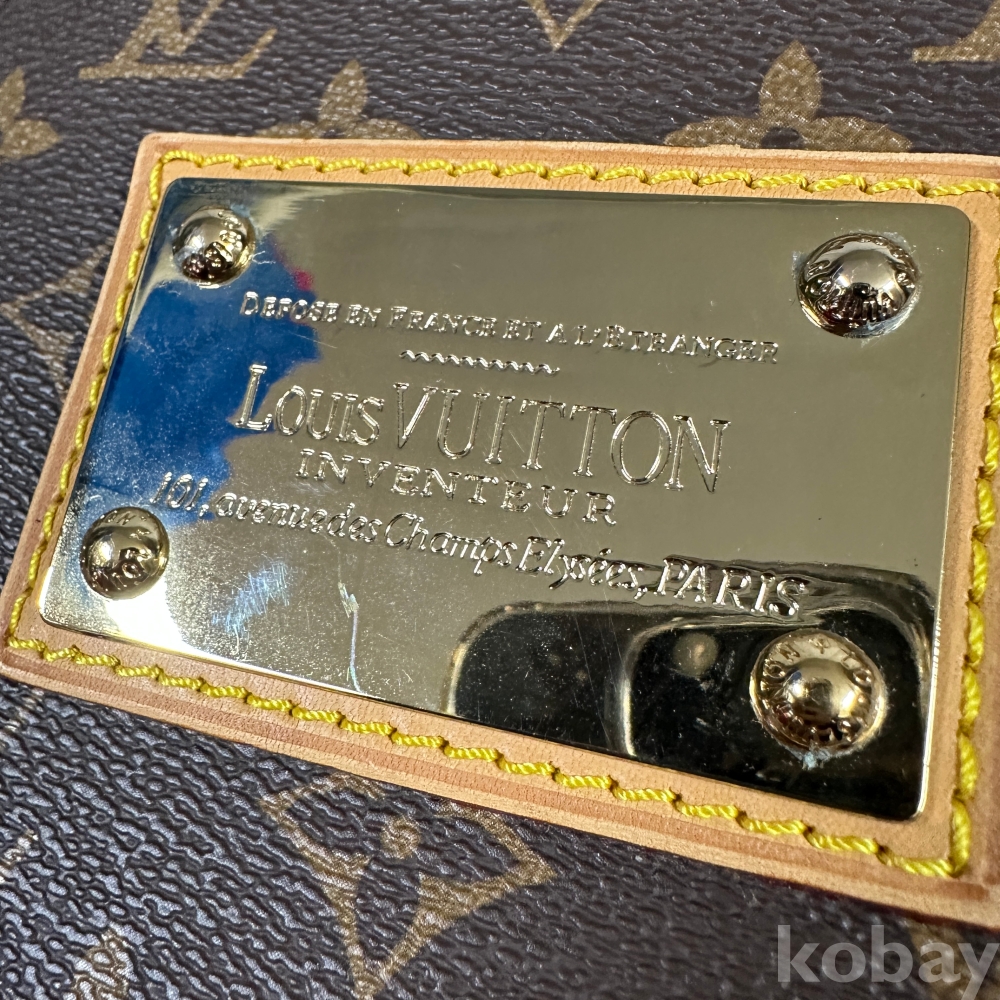 DEPOSE EN FRANCE ET A L'ETRANGER
LOUIS VUITTON
INVENTEUR
101, avenue des Champs Elysées, PARIS
kobay